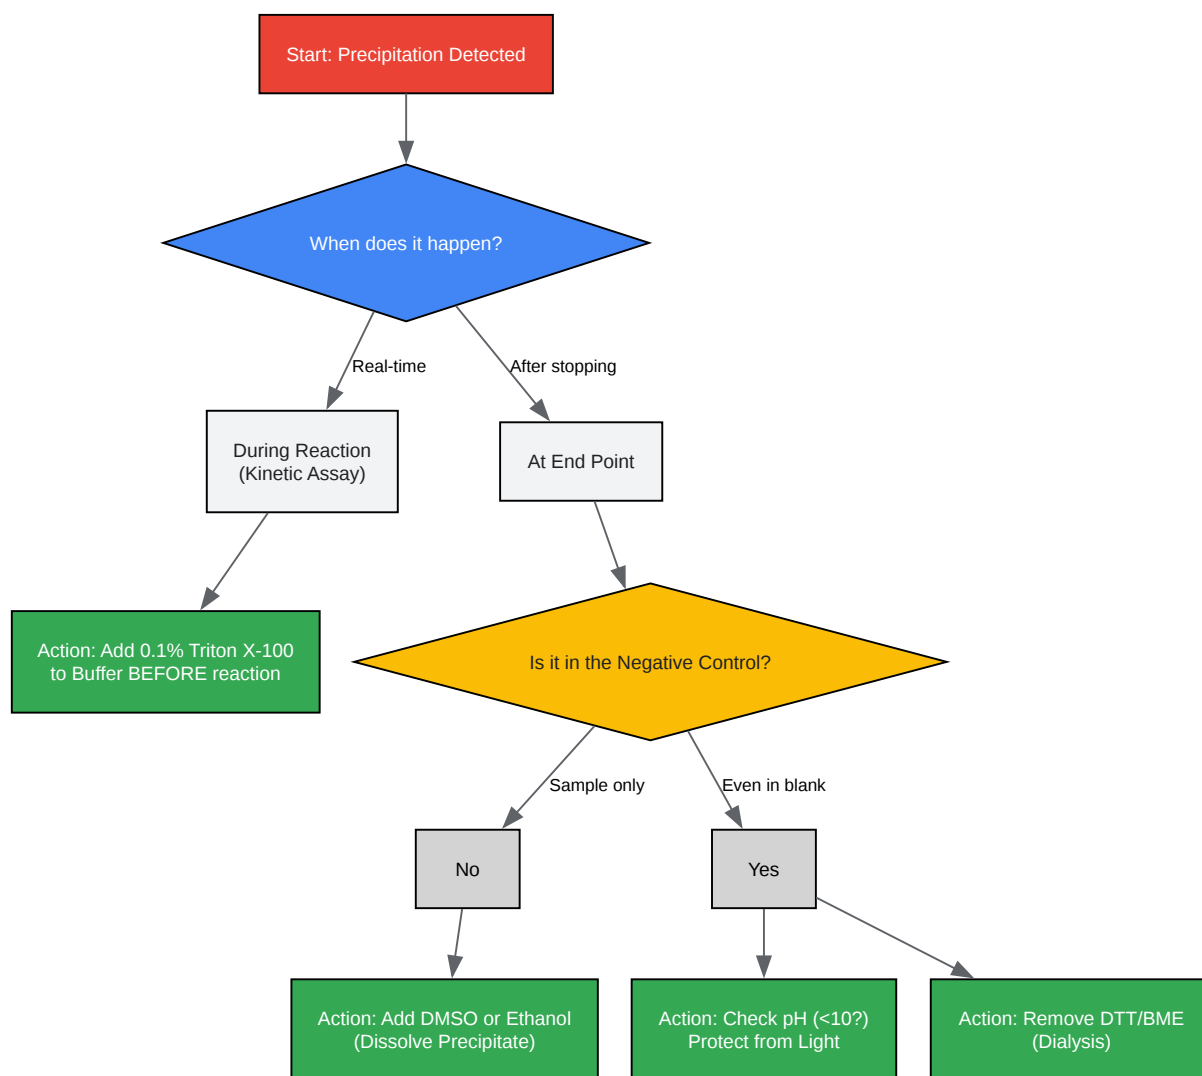 Start: Precipitation Detected
When does it happen?
Real-time
After stopping
During Reaction
(Kinetic Assay)
At End Point
Action: Add 0.1% Triton X-100
to Buffer BEFORE reaction
Is it in the Negative Control?
Sample only
Even in blank
No
Yes
Action: Add DMSO or Ethanol
(Dissolve Precipitate)
Action: Check pH (<10?)
Protect from Light
Action: Remove DTT/BME
(Dialysis)